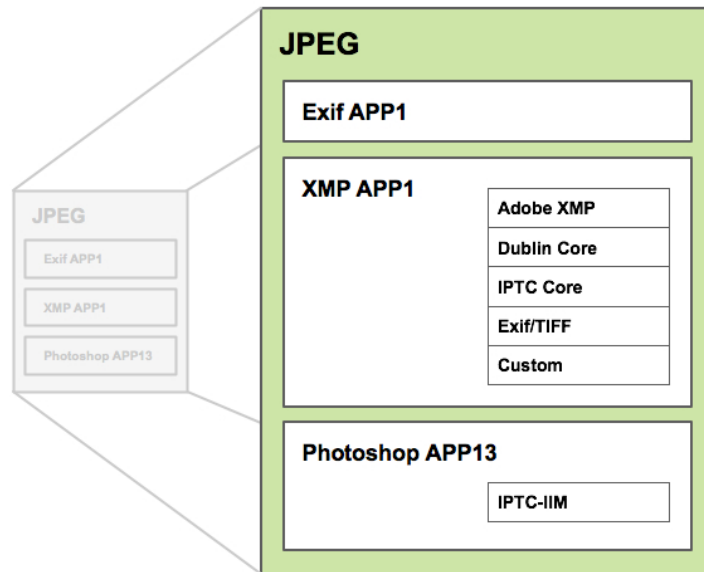 JPEG
Exif APP1
XMP APP1
Photoshop APP13
JPEG
Exif APP1
XMP APP1
Adobe XMP
Dublin Core
IPTC Core
Exif/TIFF
Custom
Photoshop APP13
IPTC-IIM